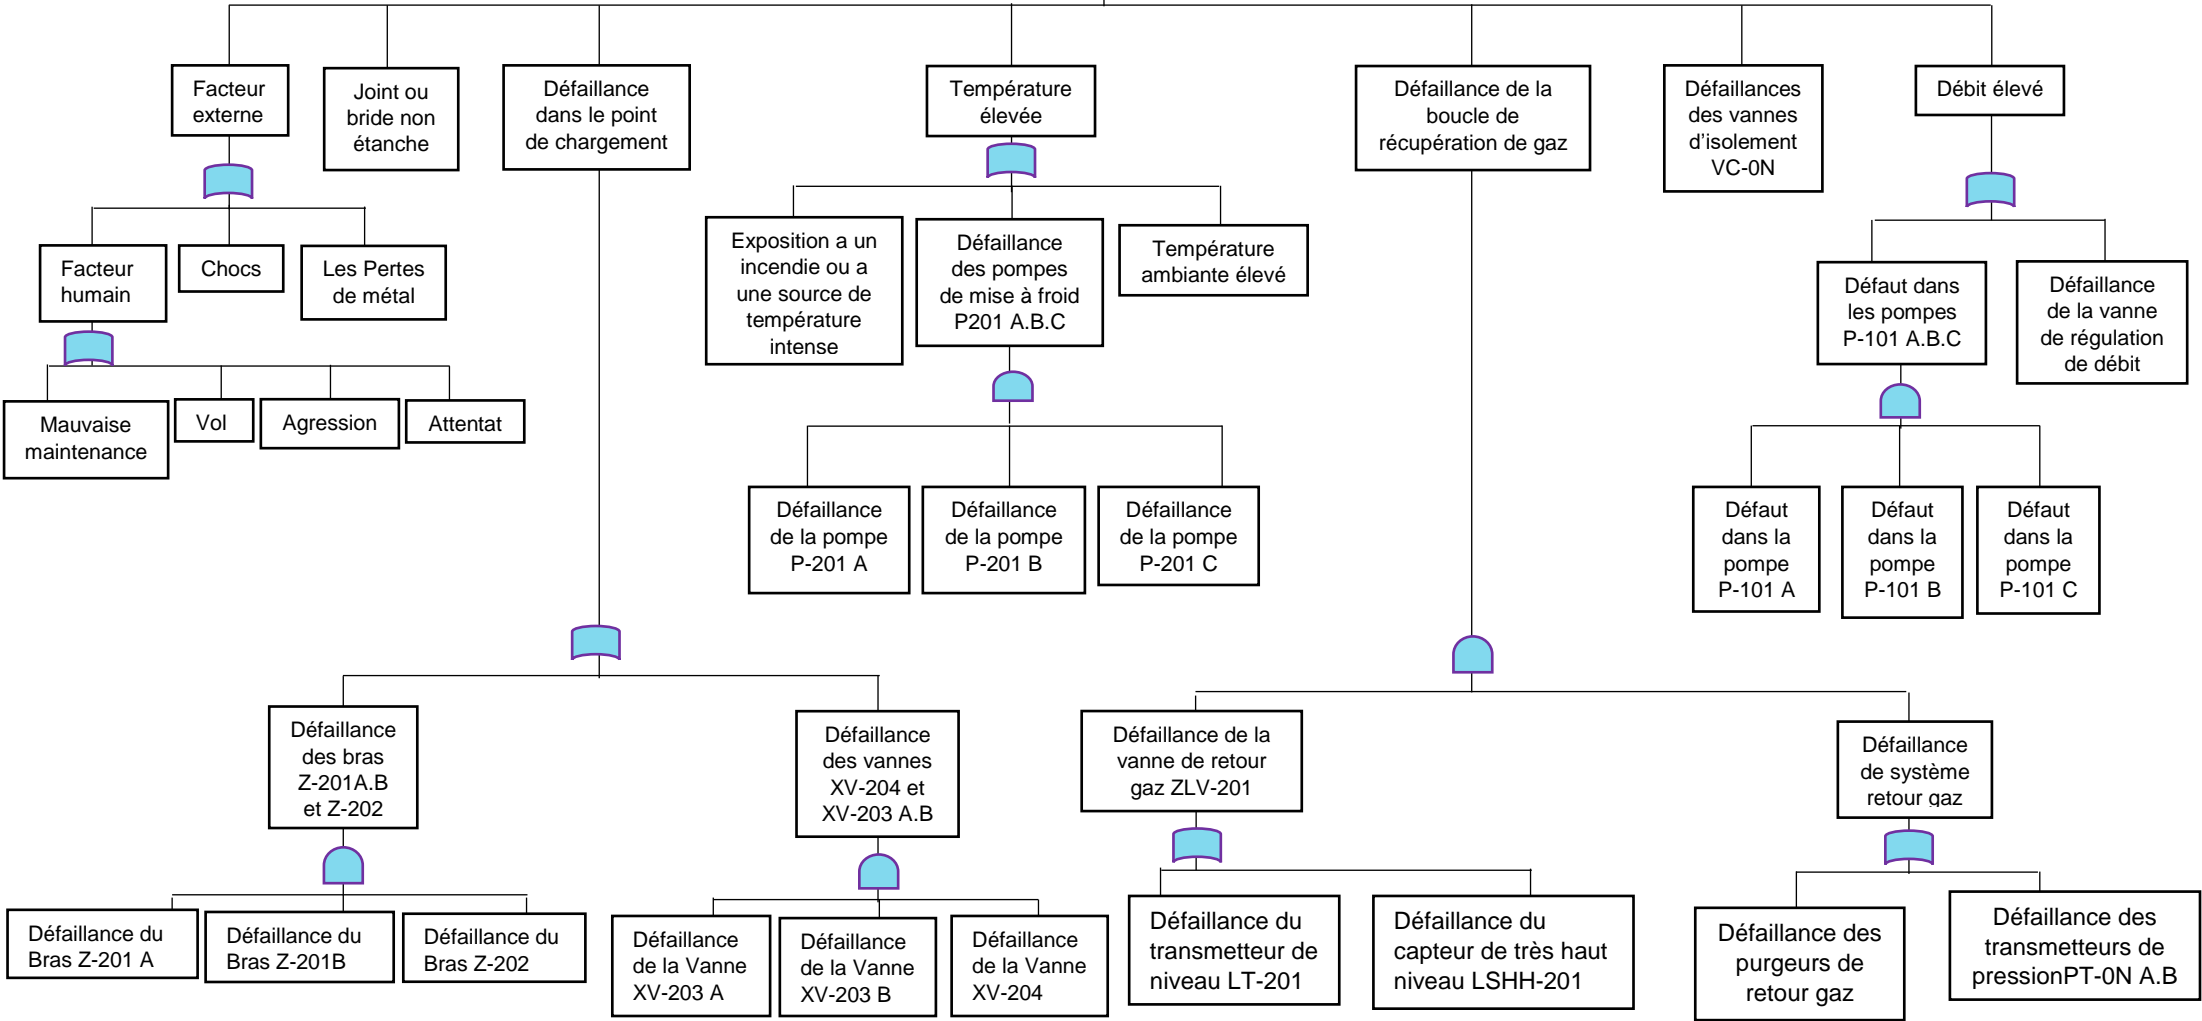 Facteur
externe
Joint ou
bride non
étanche
Défaillance
dans le point
de chargement
Température
élevée
Défaillance de la
boucle de
récupération de gaz
Défaillances
des vannes
d'isolement
VC-0N
Débit élevé
Facteur
humain
Chocs
Les Pertes
de métal
Exposition a un
incendie ou a
une source de
température
intense
Défaillance
des pompes
de mise à froid
P201 A.B.C
Température
ambiante élevé
Défaut dans
les pompes
P-101 A.B.C
Défaillance
de la vanne
de régulation
de débit
Mauvaise
maintenance
Vol
Agression
Attentat
Défaillance
de la pompe
P-201 A
Défaillance
de la pompe
P-201 B
Défaillance
de la pompe
P-201 C
Défaut
dans la
pompe
P-101 A
Défaut
dans la
pompe
P-101 B
Défaut
dans la
pompe
P-101 C
Défaillance
des bras
Z-201A.B
et Z-202
Défaillance
des vannes
XV-204 et
XV-203 A.B
Défaillance de la
vanne de retour
gaz ZLV-201
Défaillance
de système
retour gaz
Défaillance du
Bras Z-201 A
Défaillance du
Bras Z-201B
Défaillance du
Bras Z-202
Défaillance
de la Vanne
XV-203 A
Défaillance
de la Vanne
XV-203 B
Défaillance
de la Vanne
XV-204
Défaillance du
transmetteur de
niveau LT-201
Défaillance du
capteur de très haut
niveau LSHH-201
Défaillance des
purgeurs de
retour gaz
Défaillance des
transmetteurs de
pressionPT-0N A.B